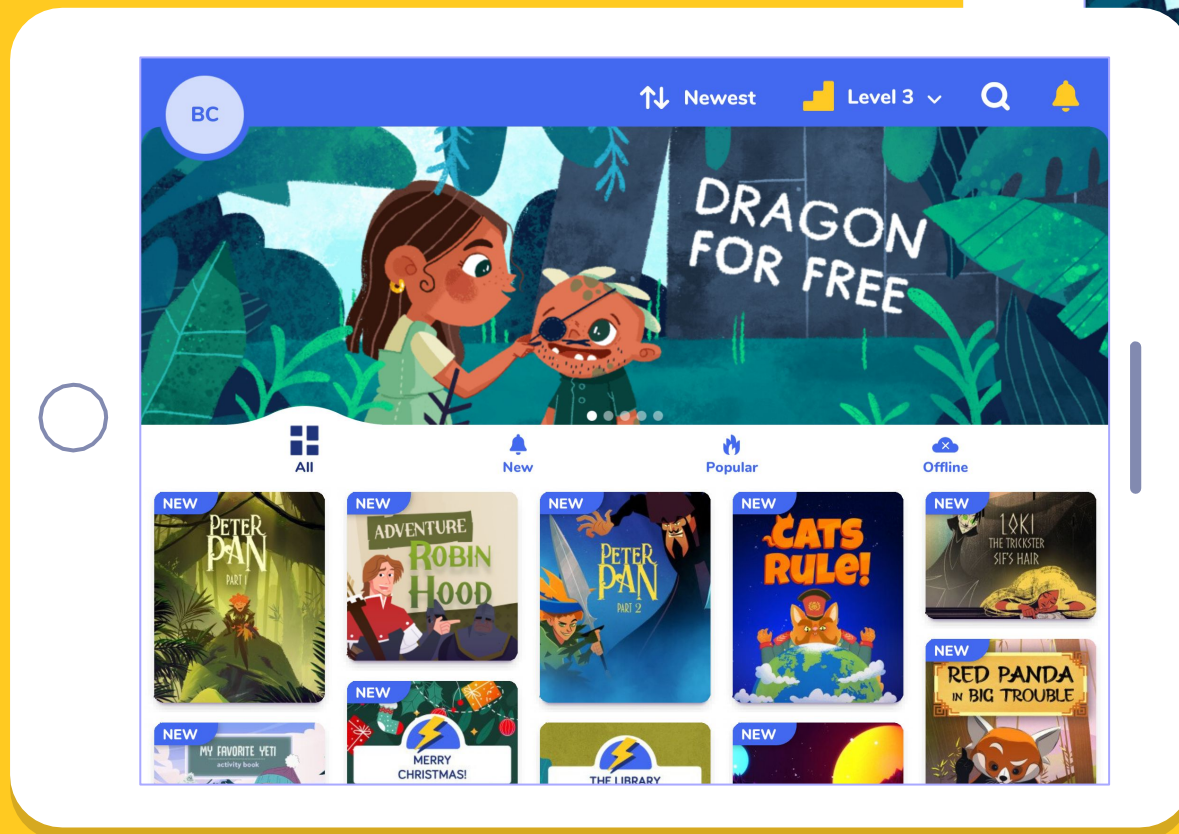 BC
Newest
Level 3
DRAGON
FOR FREE
All
New
Popular
Offline
NEW
PETER
PAN
PART 1
NEW
ADVENTURE
ROBIN
HOOD
NEW
PETER
PAN
PART 2
NEW
CATS
RULE!
NEW
LOKI
THE TRICKSTER
SIF'S HAIR
NEW
RED PANDA
IN BIG TROUBLE
NEW
MY FAVORITE YETI
activity book
NEW
MERRY
CHRISTMAS!
THE LIBRARY
NEW